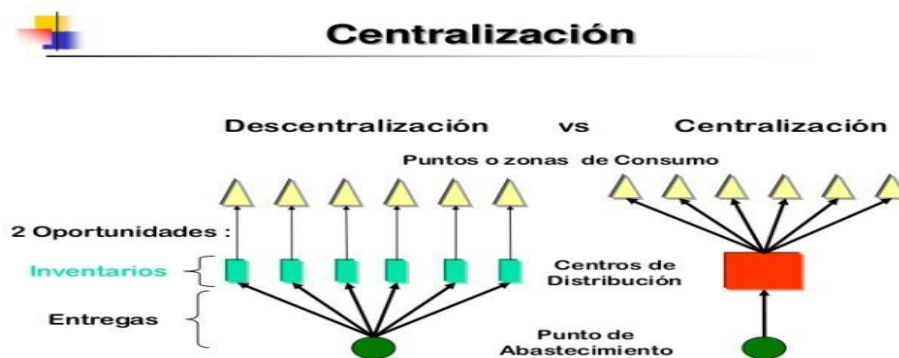 Centralización
Descentralización vs Centralización
Puntos o zonas de Consumo
2 Oportunidades :
Inventarios
Centros de
Distribución
Entregas
Punto de
Abastecimiento